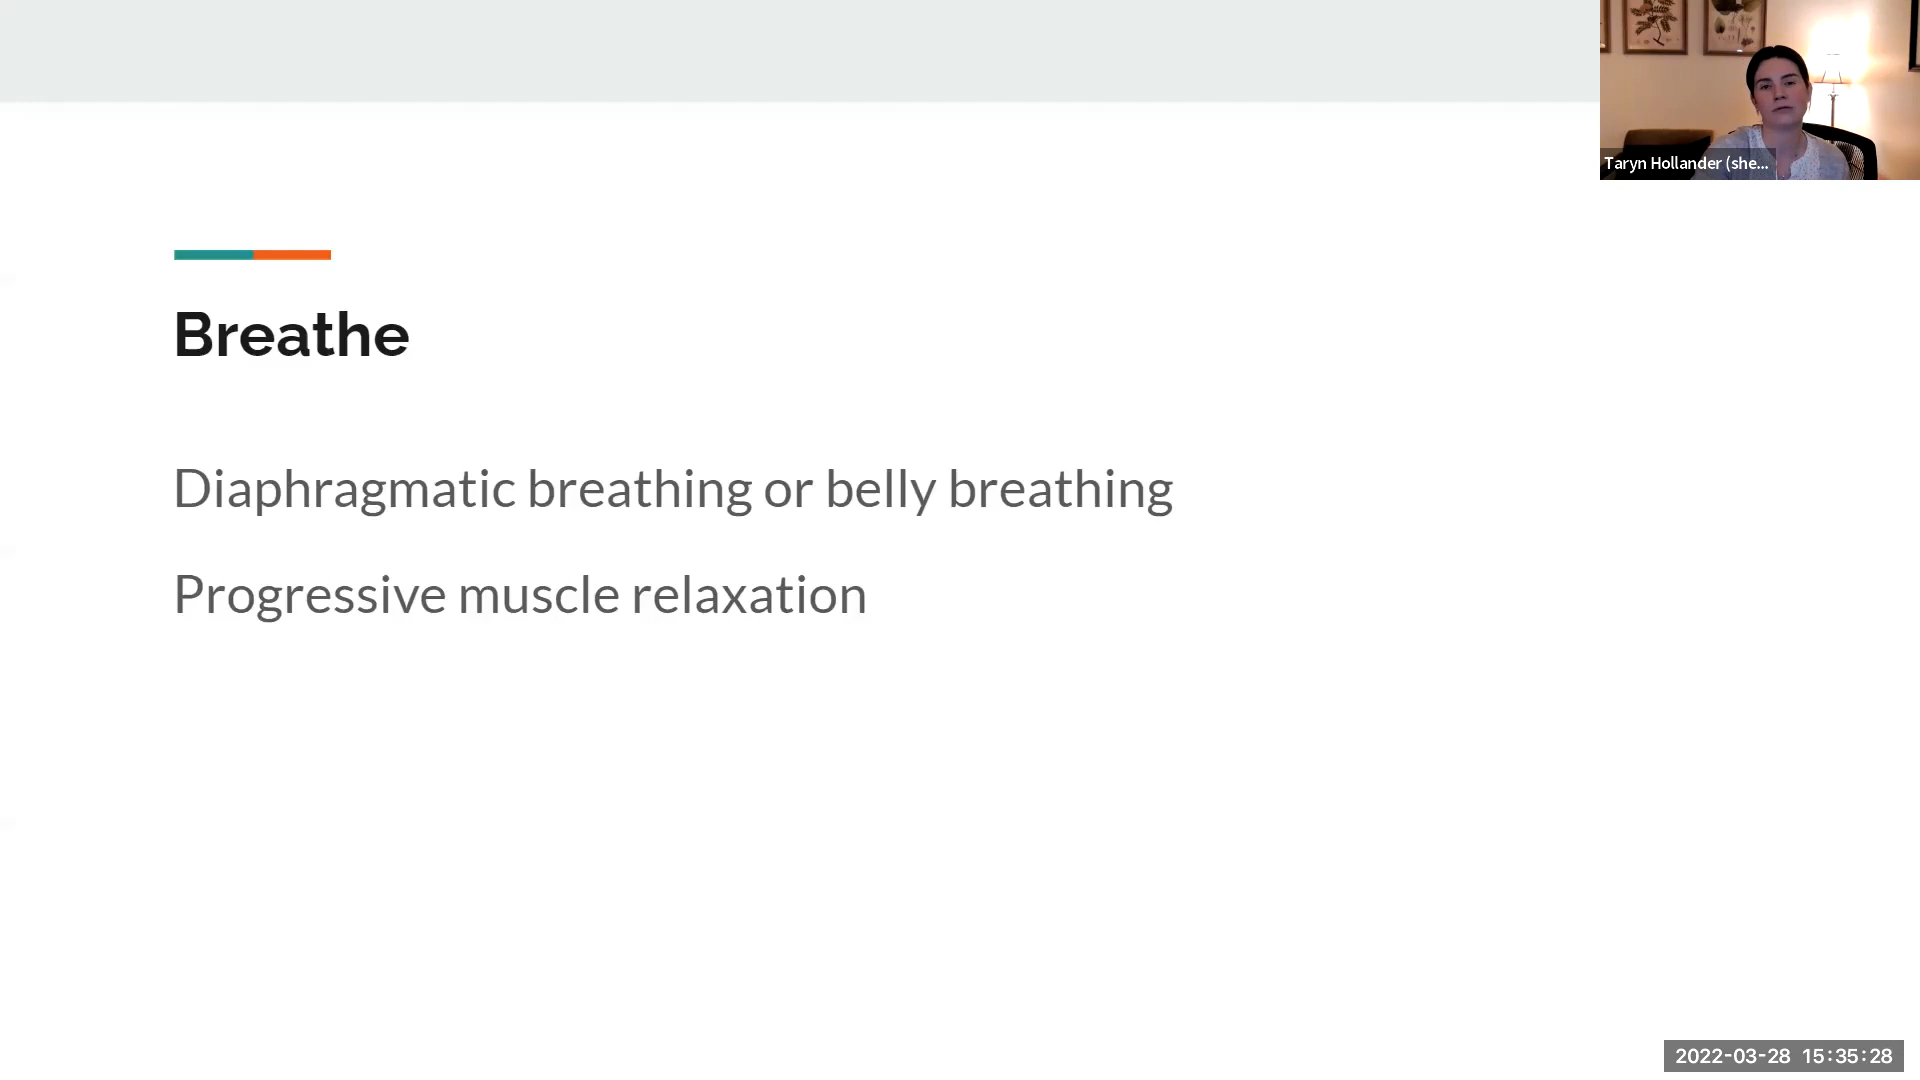 Taryn Hollander (she...
Breathe
Diaphragmatic breathing or belly breathing
Progressive muscle relaxation
2022-03-28 15:35:28